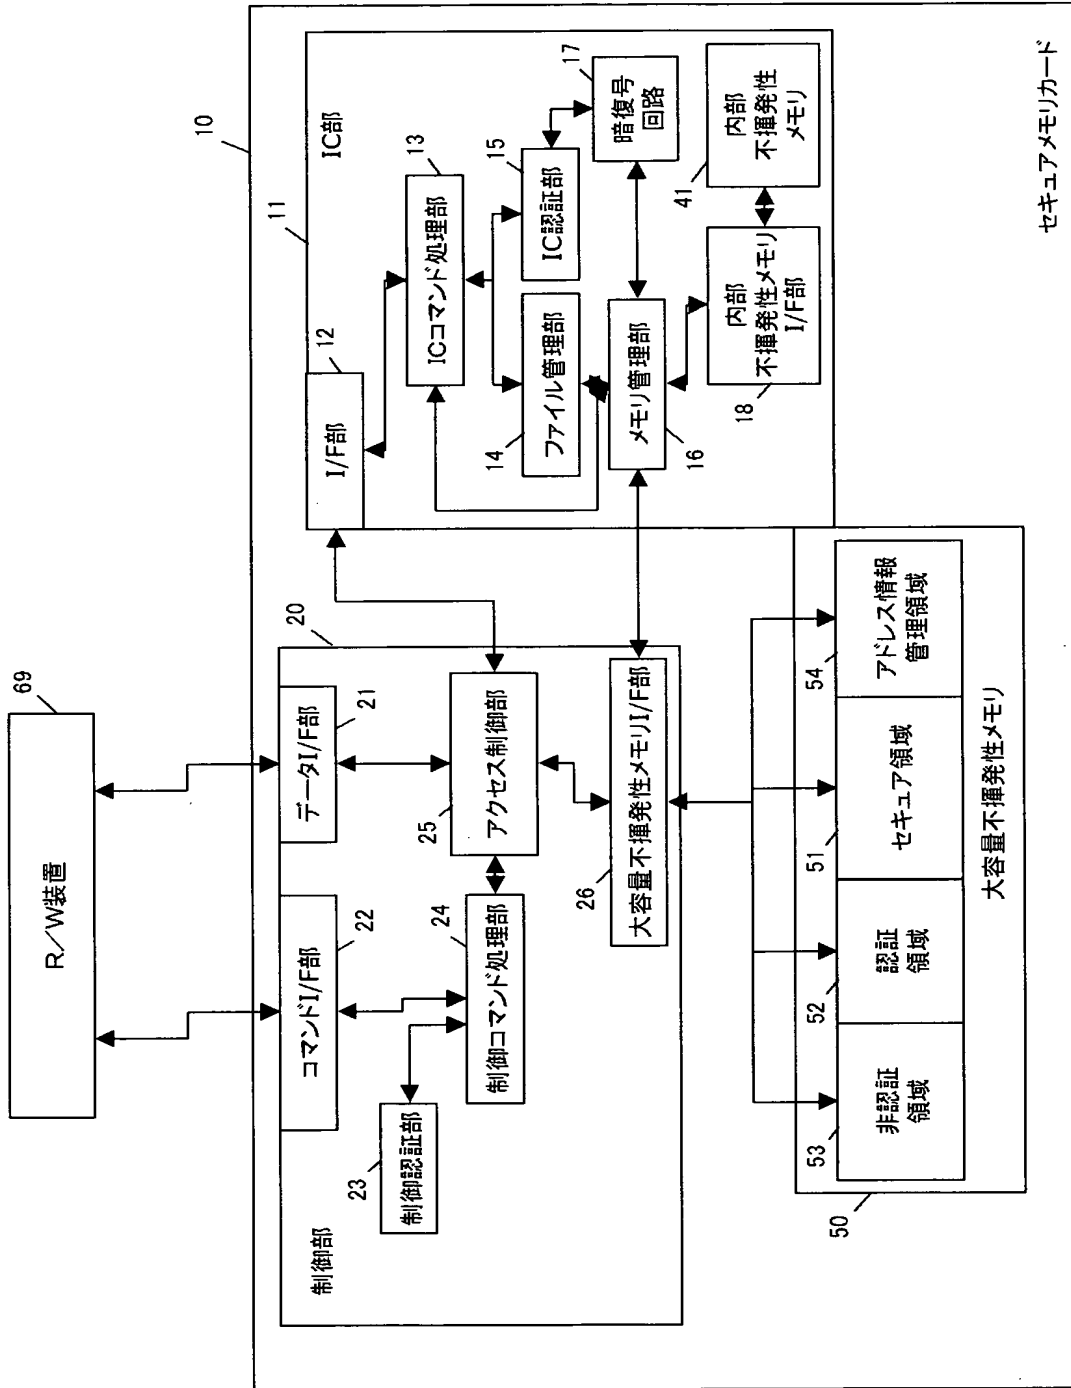 69
R/W装置
10
セキュアメモリカード
20
制御部
22
コマンドI/F部
21
データI/F部
23
制御認証部
24
制御コマンド処理部
25
アクセス制御部
26
大容量不揮発性メモリI/F部
11
IC部
12
I/F部
13
ICコマンド処理部
14
ファイル管理部
15
IC認証部
16
メモリ管理部
17
暗復号
回路
18
内部
不揮発性メモリ
I/F部
41
内部
不揮発性
メモリ
50
53
非認証
領域
52
認証
領域
51
セキュア領域
54
アドレス情報
管理領域
大容量不揮発性メモリ